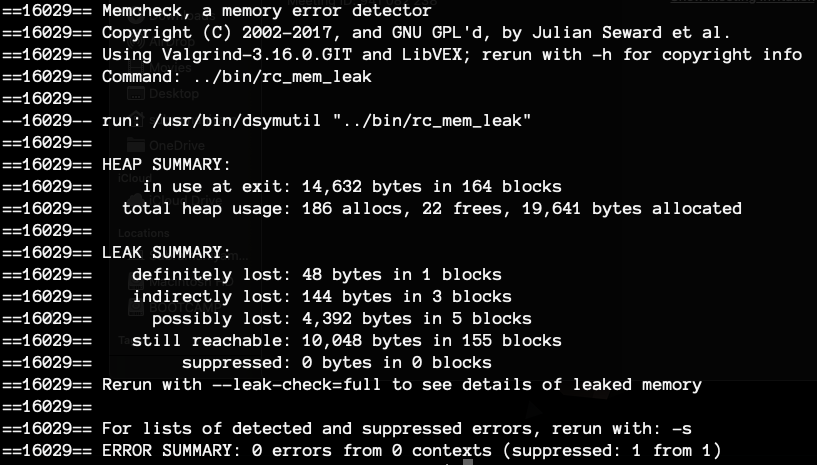 ==16029== Memcheck, a memory error detector
==16029== Copyright (C) 2002-2017, and GNU GPL'd, by Julian Seward et al.
==16029== Using Valgrind-3.16.0.GIT and LibVEX; rerun with -h for copyright info
==16029== Command: ../bin/rc_mem_leak
==16029==
Desktop
--16029-- run: /usr/bin/dsymutil "../bin/rc_mem_leak"
==16029==
OneDrive
==16029== HEAP SUMMARY:
iCloud
==16029==     in use at exit: 14,632 bytes in 164 blocks
iCloud Drive
==16029==   total heap usage: 186 allocs, 22 frees, 19,641 bytes allocated
==16029==
Locations
==16029== LEAK SUMMARY:
==16029==    definitely lost: 48 bytes in 1 blocks
==16029==    indirectly lost: 144 bytes in 3 blocks
==16029==      possibly lost: 4,392 bytes in 5 blocks
==16029==    still reachable: 10,048 bytes in 155 blocks
==16029==         suppressed: 0 bytes in 0 blocks
==16029== Rerun with --leak-check=full to see details of leaked memory
==16029==
==16029== For lists of detected and suppressed errors, rerun with: -s
==16029== ERROR SUMMARY: 0 errors from 0 contexts (suppressed: 1 from 1)